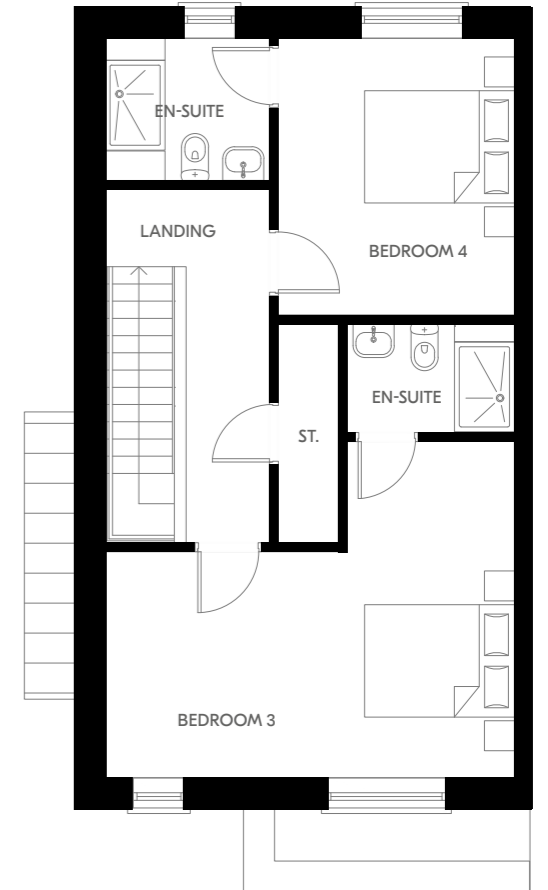 EN-SUITE
LANDING
BEDROOM 4
EN-SUITE
ST.
BEDROOM 3